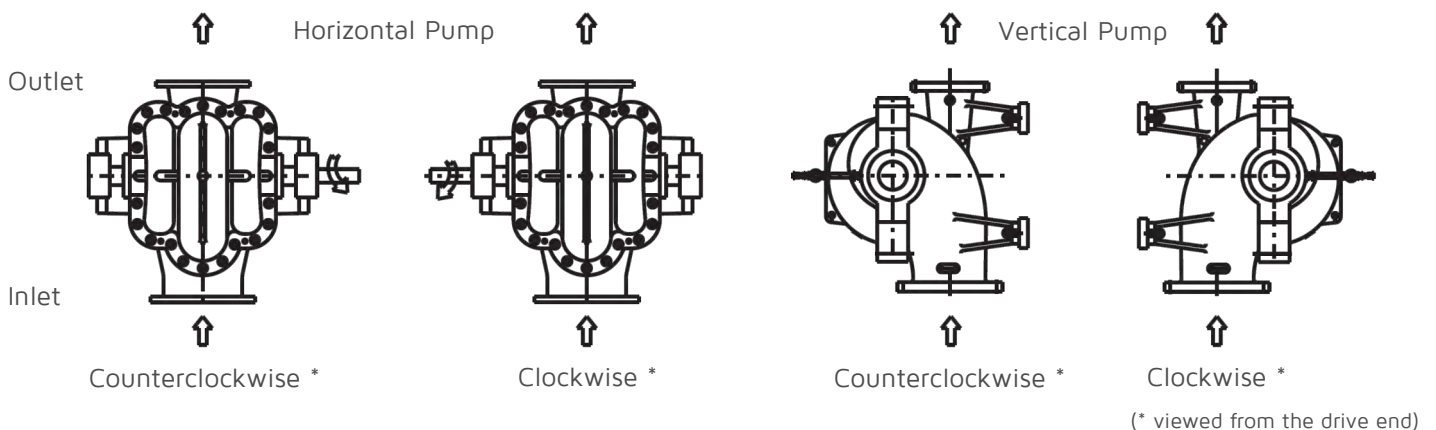 Horizontal Pump
Vertical Pump
Outlet
Inlet
Counterclockwise *
Clockwise *
Counterclockwise *
Clockwise *
(* viewed from the drive end)